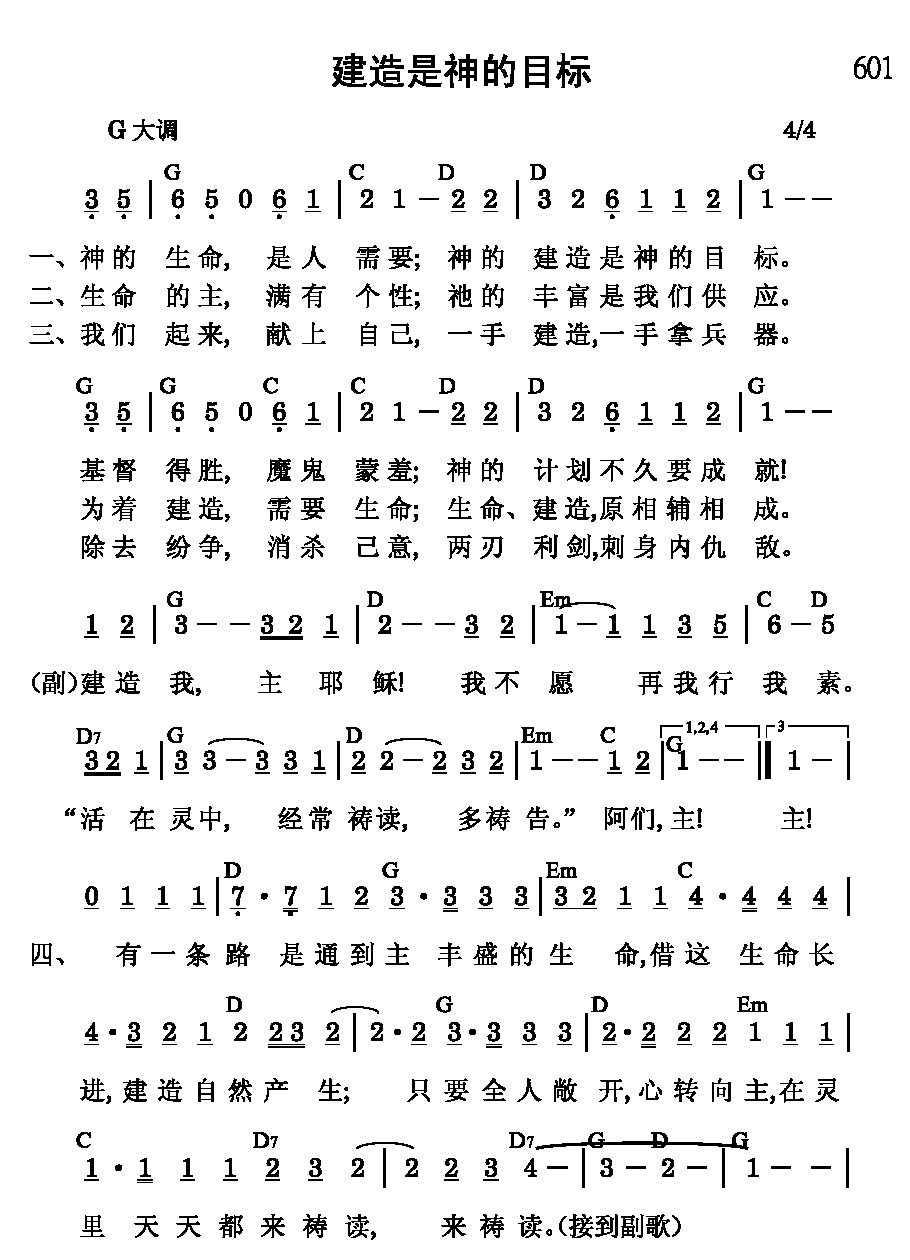 建造是神的目标 601
G 大调 4/4
G C D D G
3 5 | 6 5 0 6 1 | 2 1 － 2 2 | 3 2 6 1 1 2 | 1 － －
一、神的 生命, 是人 需要; 神的 建造是神的目 标。
二、生命 的主, 满有 个性; 祂的 丰富是我们供 应。
三、我们 起来, 献上 自己, 一手 建造,一手拿兵 器。
G G C C D D G
3 5 | 6 5 0 6 1 | 2 1 － 2 2 | 3 2 6 1 1 2 | 1 － －
基督 得胜, 魔鬼 蒙羞; 神的 计划不久要成 就!
为着 建造, 需要 生命; 生命、建造,原相辅相 成。
除去 纷争, 消杀 己意, 两刃 利剑,刺身内仇 敌。
G D Em C D
1 2 | 3 － － 3 2 1 | 2 － － 3 2 | 1 － 1 1 3 5 | 6 － 5
(副)建造 我, 主 耶 稣! 我不 愿 再我行 我 素。
D7 G D Em C G 1,2,4 3
3 2 1 | 3 3 － 3 3 1 | 2 2 － 2 3 2 | 1 － － 1 2 | 1 － － || 1 － |
“活 在灵中, 经常祷读, 多祷告。” 阿们,主! 主!
D G Em C
0 1 1 1 | 7 · 7 1 2 3 · 3 3 3 | 3 2 1 1 4 · 4 4 4 |
四、 有一条路 是通到主 丰盛的生 命,借这 生命长
D G D Em
4 · 3 2 1 2 2 3 2 | 2 · 2 3 · 3 3 3 | 2 · 2 2 2 1 1 1 |
进,建造自然产 生; 只要全人敞 开,心转向主,在灵
C D7 D7 G D G
1 · 1 1 1 2 3 2 | 2 2 3 4 － | 3 － 2 － | 1 － |
里 天天都来祷读, 来祷读。(接到副歌)